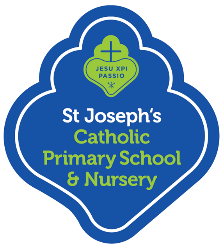 JESU XPI
PASSIO
St Joseph's
Catholic
Primary School
& Nursery